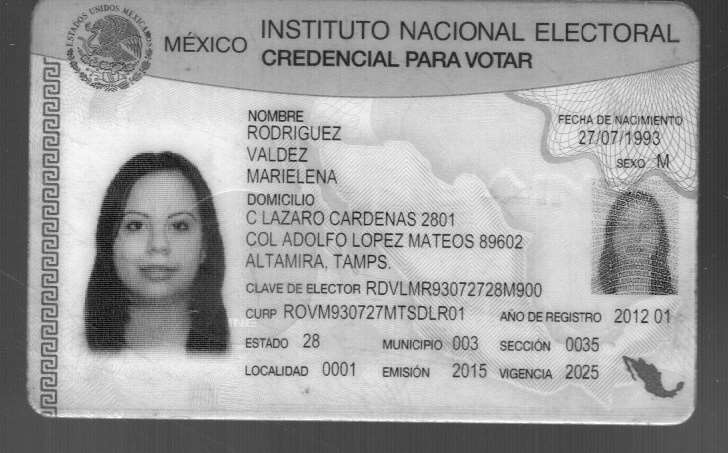 ESTADOS UNIDOS MEXICANOS
MÉXICO INSTITUTO NACIONAL ELECTORAL
CREDENCIAL PARA VOTAR
NOMBRE
RODRIGUEZ
VALDEZ
MARIELENA
FECHA DE NACIMIENTO
27/07/1993
SEXO M
DOMICILIO
C LAZARO CARDENAS 2801
COL ADOLFO LOPEZ MATEOS 89602
ALTAMIRA, TAMPS.
CLAVE DE ELECTOR RDVLMR93072728M900
CURP ROVM930727MTSDLR01 AÑO DE REGISTRO 2012 01
ESTADO 28 MUNICIPIO 003 SECCIÓN 0035
LOCALIDAD 0001 EMISIÓN 2015 VIGENCIA 2025
INE